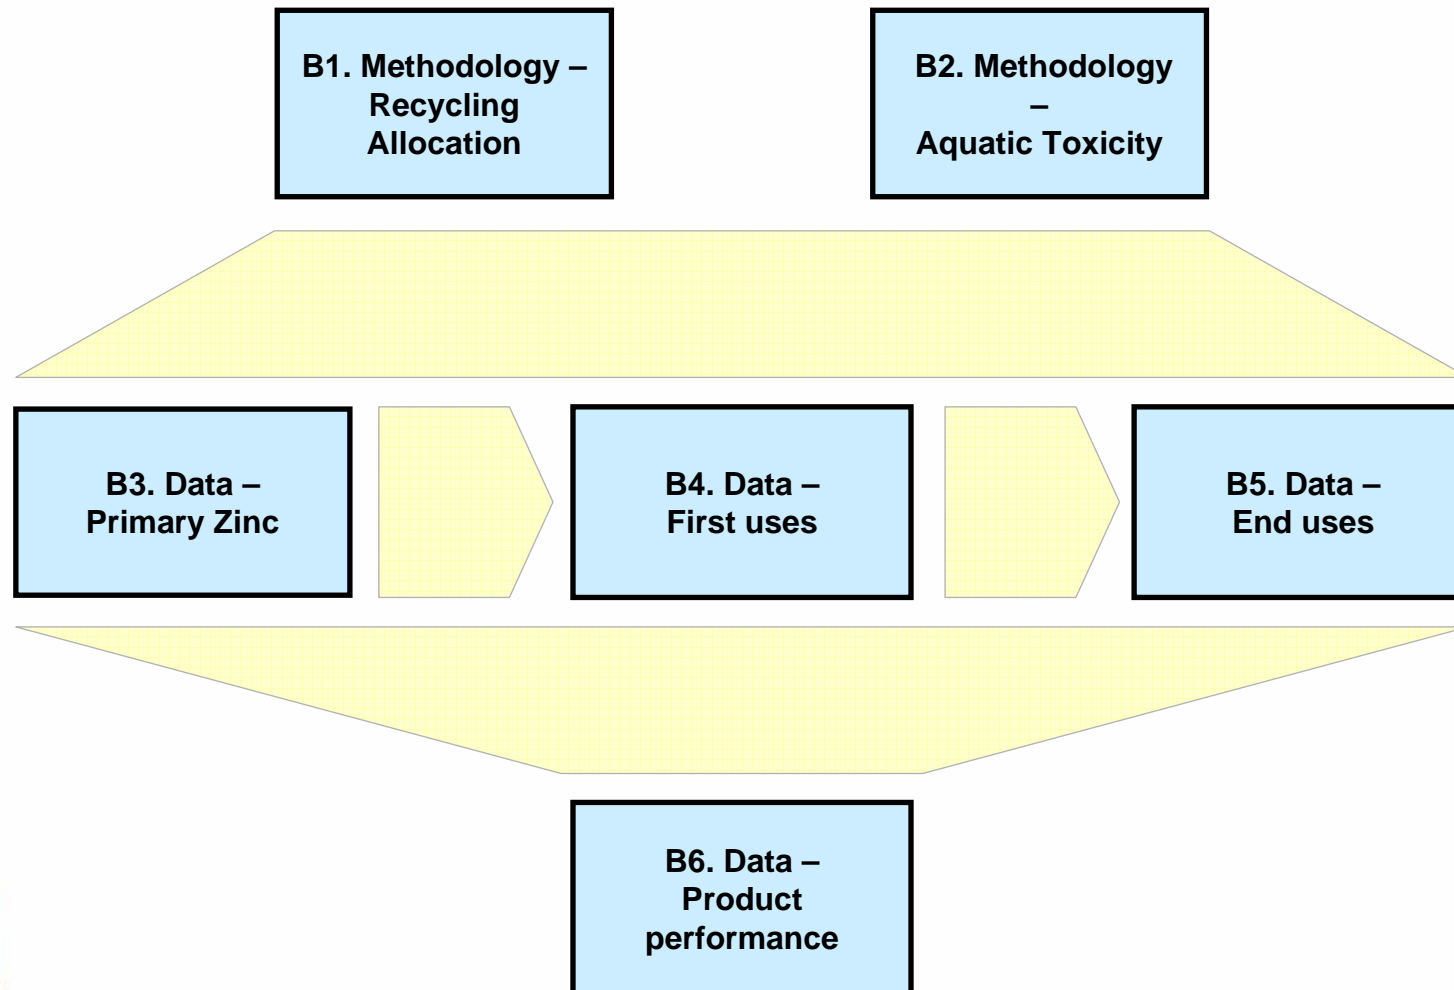 B1. Methodology –
Recycling
Allocation
B2. Methodology
–
Aquatic Toxicity
B3. Data –
Primary Zinc
B4. Data –
First uses
B5. Data –
End uses
B6. Data –
Product
performance